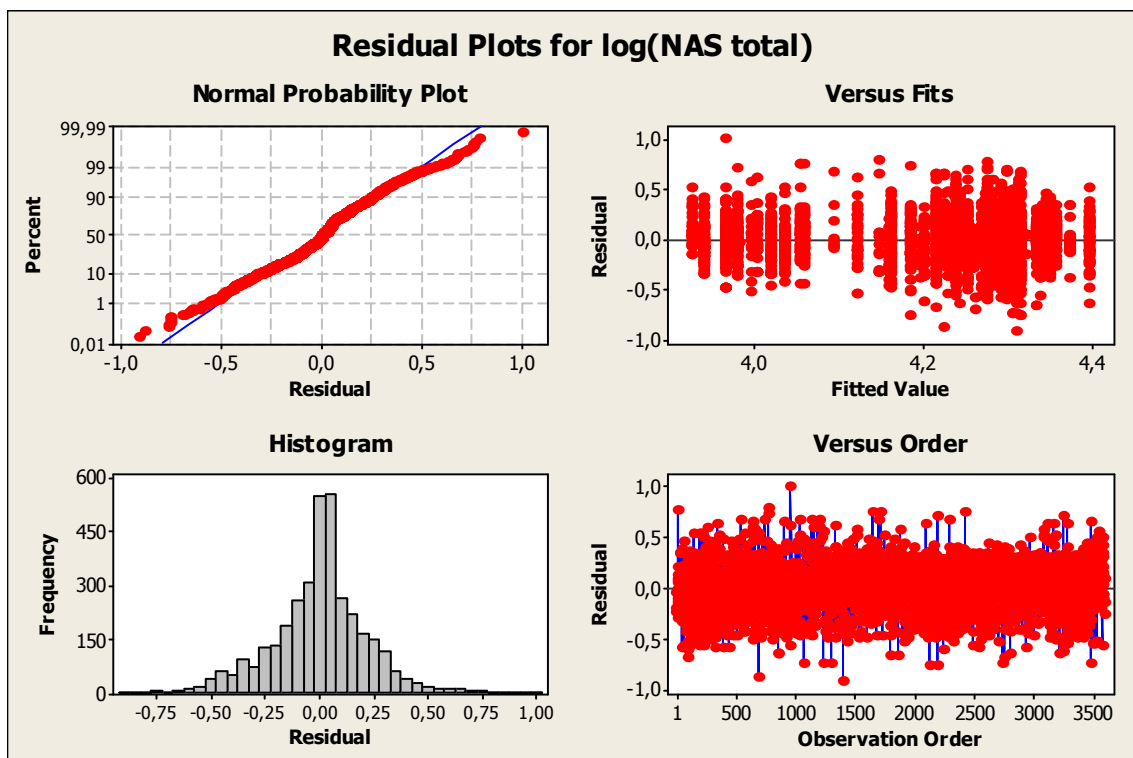 Residual Plots for log(NAS total)
Normal Probability Plot
99,99
99
90
50
10
1
0,01
Percent
-1,0 -0,5 0,0 0,5 1,0
Residual
Versus Fits
1,0
0,5
0,0
-0,5
-1,0
Residual
4,0 4,2 4,4
Fitted Value
Histogram
600
450
300
150
0
Frequency
-0,75 -0,50 -0,25 0,00 0,25 0,50 0,75 1,00
Residual
Versus Order
1,0
0,5
0,0
-0,5
-1,0
Residual
1 500 1000 1500 2000 2500 3000 3500
Observation Order